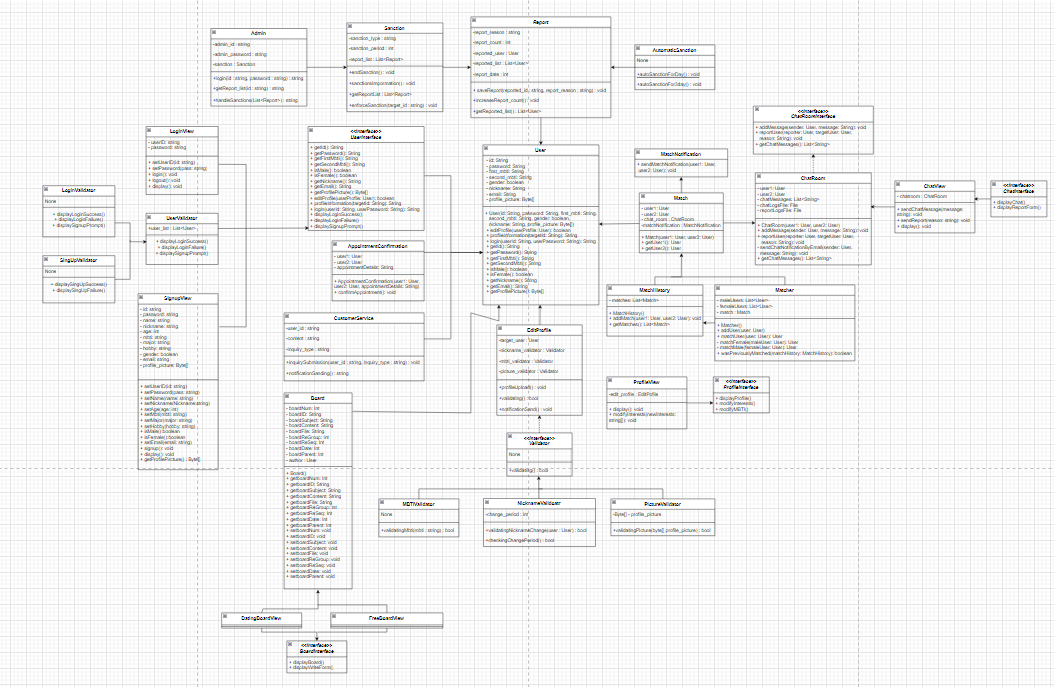 Admin
-admin_id : string
-admin_password : string
-sanction : Sanction
+login(id : string, password : string) : string
+getReport_list(id: string) : string
+handleSanctions(List<Report>) : string
Sanction
-sanction_type : string
-sanction_period : int
-report_list : List<Report>
+endSanction() : void
+sanctionsInformation() : void
+getReportList : List<Report>
+enforceSanction(target_id : string) : void
Report
-report_reason : string
-report_count : int
-reported_user : User
-reported_list : List<User>
-report_date : int
+ saveReport(reported_id, string, report_reason : string) : void
+increaseReport_count() : void
+getReported_list() : List<User>
AutomaticSanction
None
+autoSanctionForDay() : void
+autoSanctionFor3day() : void
<<Interface>>
ChatRoomInterface
+ addMessage(sender: User, message: String): void
+ reportUser(reporter: User, targetUser: User,
reason: String): void
+ getChatMessages(): List<String>
LoginView
- userID: string
- password: string
+ setUserID(id: string)
+ setPassword(pass: string)
+ login(): void
+ logout(): void
+ display(): void
<<Interface>>
UserInterface
+ getId(): String
+ getPassword(): String
+ getFirstMbti(): String
+ getSecondMbti(): String
+ isMale(): boolean
+ isFemale(): boolean
+ getNickname(): String
+ getEmail(): String
+ getProfilePicture(): Byte[]
+ editProfile(userProfile: User): boolean
+ profileInformation(targetId: String): String
+ login(userId: String, userPassword: String): String
+ displayLoginSuccess()
+ displayLoginFailure()
+ displaySignupPrompt()
User
- id: String
- password: String
- first_mbti: String
- second_mbti: String
- gender: boolean
- nickname: String
- email: String
- profile_picture: Byte[]
+ User(id: String, password: String, first_mbti: String,
second_mbti: String, gender: boolean,
nickname: String, profile_picture: Byte[])
+ editProfile(userProfile: User): boolean
+ profileInformation(targetId: String): String
+ login(userId: String, userPassword: String): String
+ getId(): String
+ getPassword(): String
+ getFirstMbti(): String
+ getSecondMbti(): String
+ isMale(): boolean
+ isFemale(): boolean
+ getNickname(): String
+ getEmail(): String
+ getProfilePicture(): Byte[]
MatchNotification
+ sendMatchNotification(user1: User,
user2: User): void
Match
- user1: User
- user2: User
- chat_room : ChatRoom
-matchNotification : MatchNotification
+ Match(user1: User, user2: User)
+ getUser1(): User
+ getUser2(): User
ChatRoom
- user1: User
- user2: User
- chatMessages: List<String>
- chatLogFile: File
- reportLogFile: File
+ ChatRoom(user1: User, user2: User)
+ addMessage(sender: User, message: String): void
+ reportUser(reporter: User, targetUser: User,
reason: String): void
- sendChatNotificationByEmail(sender: User,
message: String): void
+ getChatMessages(): List<String>
ChatView
- chatroom : ChatRoom
+ sendChatMessage(message:
string): void
+ sendReport(reason: string): void
+ display(): void
<<Interface>>
ChatInterface
+ displayChat()
+ displayReportForm()
LoginValidator
None
+ displayLoginSuccess()
+ displayLoginFailure()
+ displaySignupPrompt()
UserValidator
+user_list : List<User>
+ displayLoginSuccess()
+ displayLoginFailure()
+ displaySignupPrompt()
SingUpValidator
None
+ displaySingUpSuccess()
+ displaySingUpFailure()
AppointmentConfirmation
- user1: User
- user2: User
- appointmentDetails: String
+ AppointmentConfirmation(user1: User,
user2: User, appointmentDetails: String)
+ confirmAppointment(): void
SignupView
- id: string
- password: string
- name: string
- nickname: string
- age: int
- mbti: string
- major: string
- hobby: string
- gender: boolean
- email: string
- profile_picture: Byte[]
+ setUserID(id: string)
+ setPassword(pass: string)
+ setName(name: string)
+ setNickname(Nickname:string)
+ setAge(age: int)
+ setMbti(mbti: string)
+ setMajor(major: string)
+ setHobby(hobby: string)
+ isMale():boolean
+ isFemale():boolean
+ setEmail(email: string)
+ signup(): void
+ display(): void
+ getProfilePicture() : Byte[]
CustomerService
-user_id : string
-content : string
-inquiry_type : string
+inquirySubmission(user_id : string, inquiry_type : string) : void
+notificationSending() : string
MatchHistory
- matches: List<Match>
+ MatchHistory()
+ addMatch(user1: User, user2: User): void
+ getMatches(): List<Match>
Matcher
- maleUsers: List<User>
- femaleUsers: List<User>
- match : Match
+ Matcher()
+ addUser(user: User)
+ matchUser(user: User): User
+ matchFemale(maleUser: User): User
+ matchMale(femaleUser: User): User
+ wasPreviouslyMatched(matchHistory: MatchHistory): boolean
EditProfile
-target_user : User
-nickname_validator : Validator
-mbti_validator : Validator
-picture_validator : Validator
+profileUpload() : void
+validating() : bool
+notificationSend() : void
ProfileView
-edit_profile : EditProfile
+ display(): void
+ modifyInterests(newInterests:
string[]): void
<<Interface>>
ProfileInterface
+ displayProfile()
+ modifyInterests()
+ modifyMBTI()
Board
- boardNum: int
- boardID: String
- boardSubject: String
- boardContent: String
- boardFile: String
- boardReGroup: int
- boardReSeq: int
- boardDate: int
- boardParent: int
- author : User
+ Board()
+ getboardNum: int
+ getboardID: String
+ getboardSubject: String
+ getboardContent: String
+ getboardFile: String
+ getboardReGroup: int
+ getboardReSeq: int
+ getboardDate: int
+ getboardParent: int
+ setboardNum: void
+ setboardID: void
+ setboardSubject: void
+ setboardContent: void
+ setboardFile: void
+ setboardReGroup: void
+ setboardReSeq: void
+ setboardDate: void
+ setboardParent: void
<<Interface>>
Validator
None
+validating() : bool
MBTIValidator
None
+validatingMbti(mbti : string) : bool
NicknameValidator
-change_period : int
+validatingNicknameChange(user : User) : bool
+checkingChangePeriod() : bool
PictureValidator
-Byte[] - profile_picture
+validatingPicture(byte[] profile_picture) : bool
DatingBoardView
FreeBoardView
<<Interface>>
BoardInterface
+ displayBoard()
+ displayWriteForm()